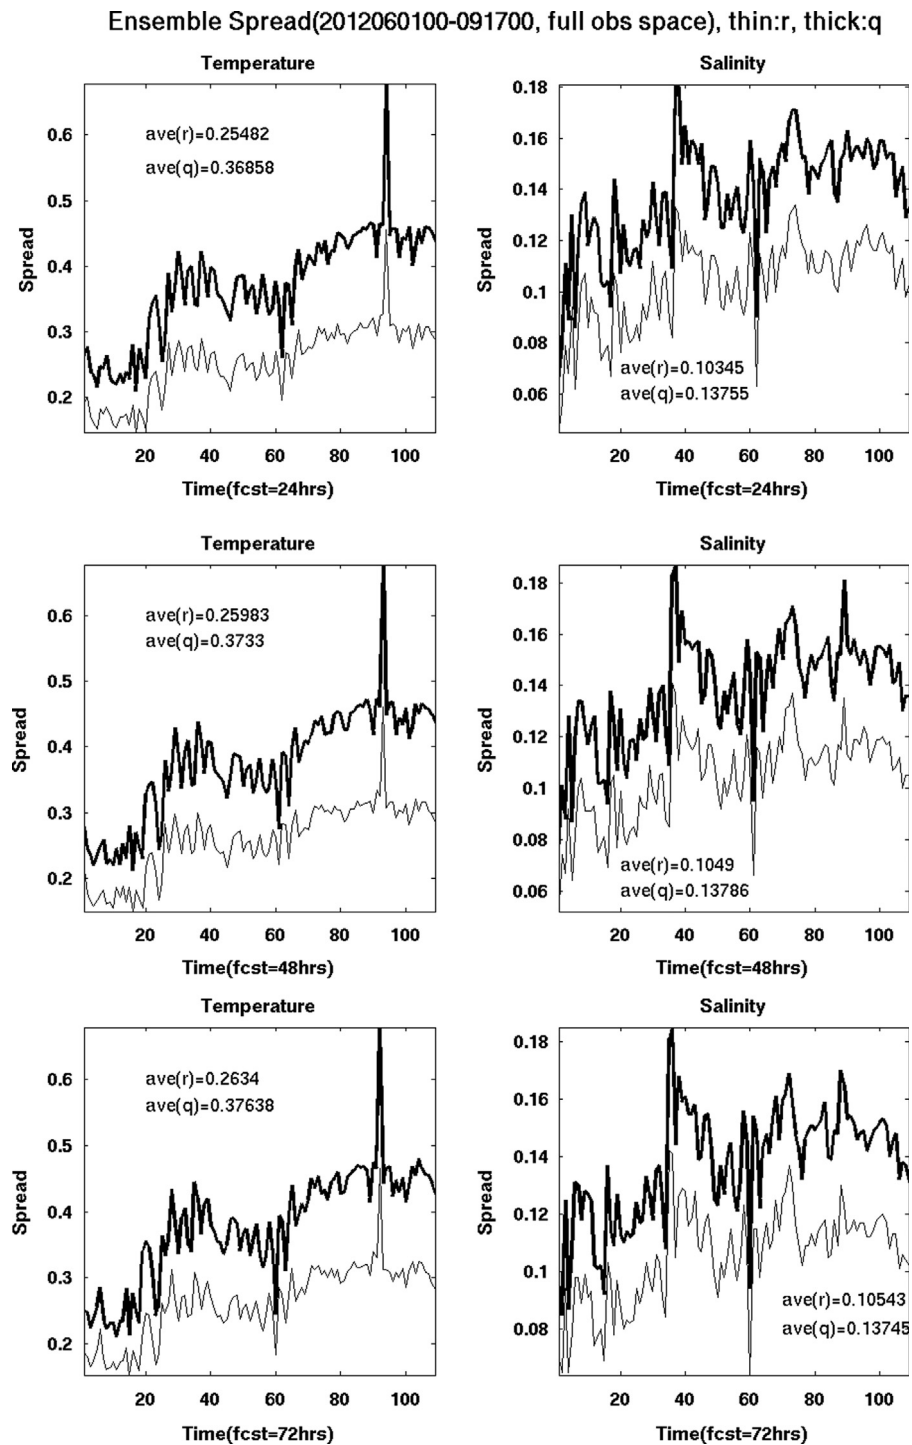 Ensemble Spread(2012060100-091700, full obs space), thin:r, thick:q
Temperature
Spread
0.6
0.5
0.4
0.3
0.2
ave(r)=0.25482
ave(q)=0.36858
20 40 60 80 100
Time(fcst=24hrs)
Salinity
Spread
0.18
0.16
0.14
0.12
0.1
0.08
0.06
ave(r)=0.10345
ave(q)=0.13755
20 40 60 80 100
Time(fcst=24hrs)
Temperature
Spread
0.6
0.5
0.4
0.3
0.2
ave(r)=0.25983
ave(q)=0.3733
20 40 60 80 100
Time(fcst=48hrs)
Salinity
Spread
0.18
0.16
0.14
0.12
0.1
0.08
0.06
ave(r)=0.1049
ave(q)=0.13786
20 40 60 80 100
Time(fcst=48hrs)
Temperature
Spread
0.6
0.5
0.4
0.3
0.2
ave(r)=0.2634
ave(q)=0.37638
20 40 60 80 100
Time(fcst=72hrs)
Salinity
Spread
0.18
0.16
0.14
0.12
0.1
0.08
ave(r)=0.10543
ave(q)=0.13745
20 40 60 80 100
Time(fcst=72hrs)